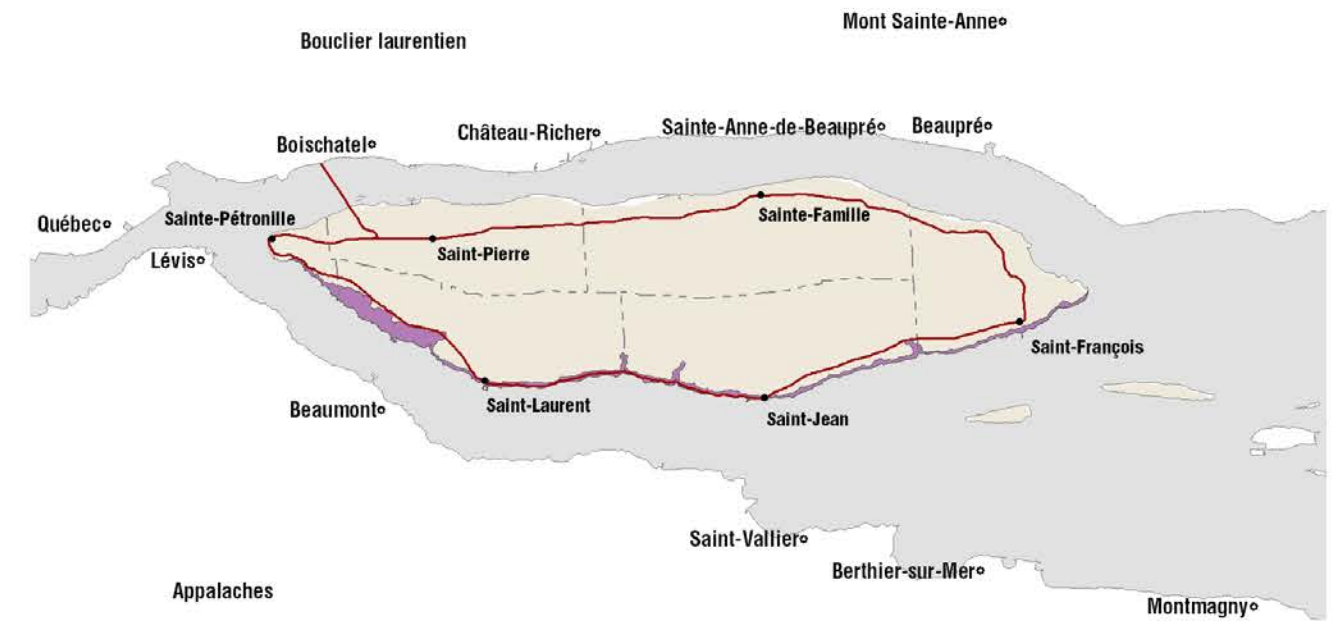 Mont Sainte-Anne
Bouclier laurentien
Boischatel
Château-Richer
Sainte-Anne-de-Beaupré
Beaupré
Québec
Sainte-Pétronille
Sainte-Famille
Saint-Pierre
Lévis
Saint-François
Beaumont
Saint-Laurent
Saint-Jean
Saint-Vallier
Berthier-sur-Mer
Appalaches
Montmagny